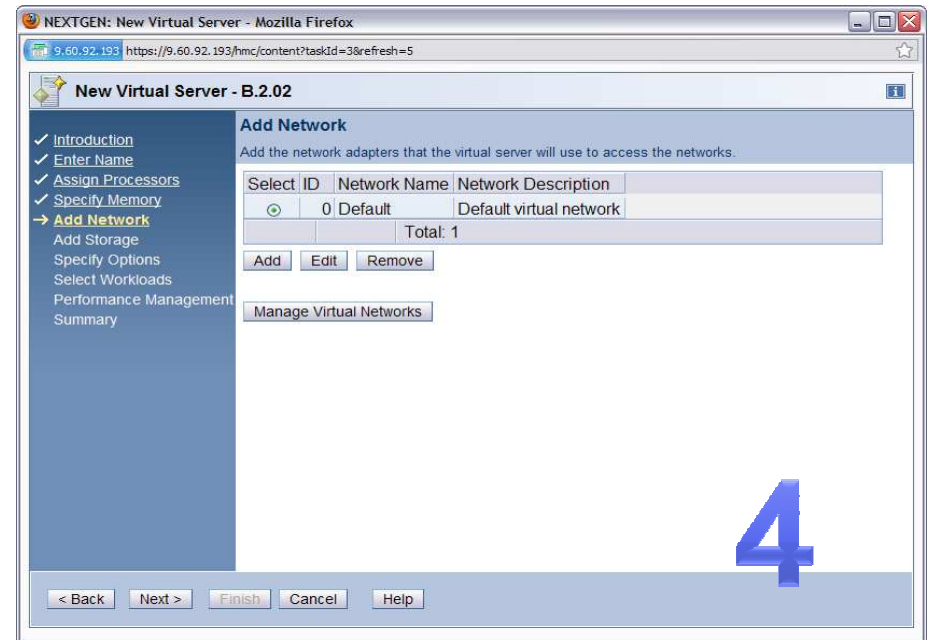 NEXTGEN: New Virtual Server - Mozilla Firefox
9.60.92.193 https://9.60.92.193/hmc/content?taskId=3&refresh=5
New Virtual Server - B.2.02
Introduction
Enter Name
Assign Processors
Specify Memory
Add Network
Add Storage
Specify Options
Select Workloads
Performance Management
Summary
Add Network
Add the network adapters that the virtual server will use to access the networks.
Select ID Network Name Network Description
0 Default Default virtual network
Total: 1
Add Edit Remove
Manage Virtual Networks
4
< Back Next > Finish Cancel Help